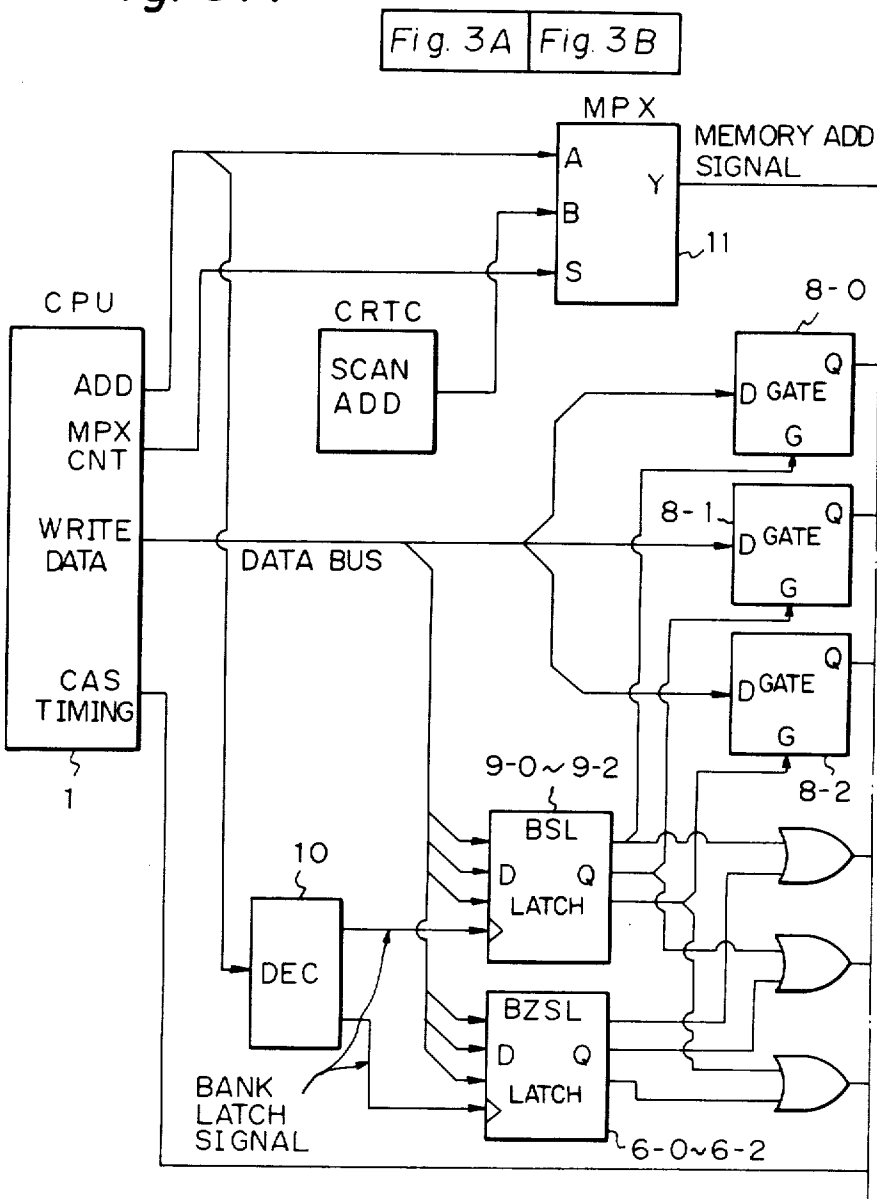 Fig. 3A Fig. 3B
MPX
MEMORY ADD
SIGNAL
A
Y
B
S
11
CPU
CRTC
8-0
ADD
SCAN
ADD
Q
D GATE
G
MPX
CNT
8-1
Q
D GATE
G
WRITE
DATA
DATA BUS
Q
D GATE
G
8-2
CAS
TIMING
1
9-0~9-2
BSL
D Q
LATCH
10
DEC
BZSL
D Q
LATCH
BANK
LATCH
SIGNAL
6-0~6-2